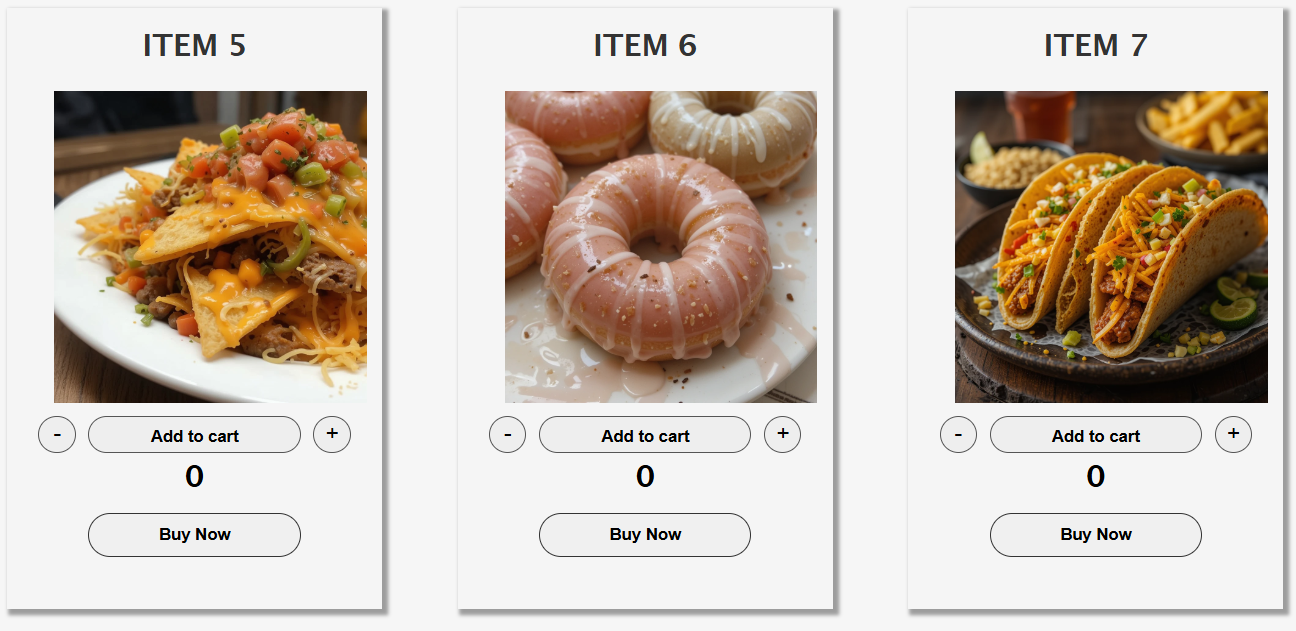 ITEM 5
- Add to cart +
0
Buy Now
ITEM 6
- Add to cart +
0
Buy Now
ITEM 7
- Add to cart +
0
Buy Now